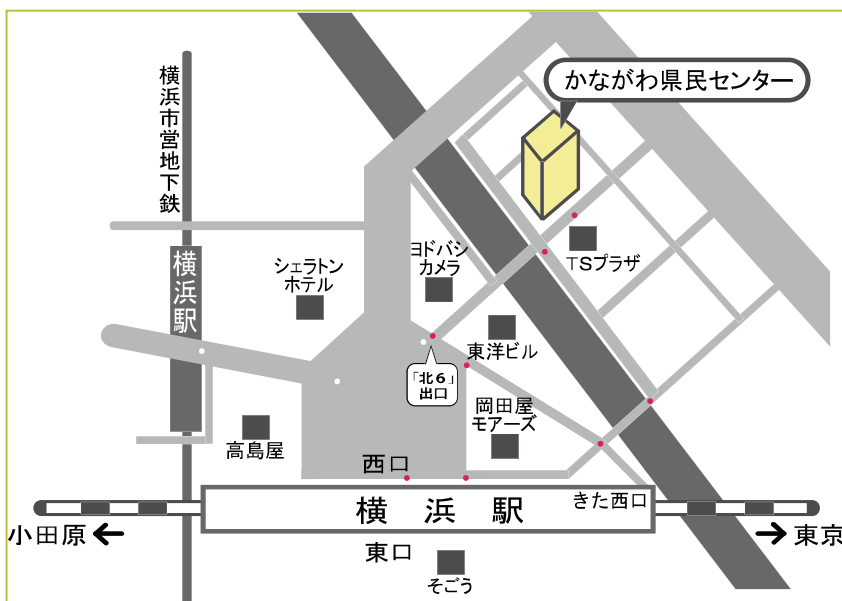 かながわ県民センター
横浜市営地下鉄
横浜駅
シェラトン
ホテル
ヨドバシ
カメラ
TSプラザ
東洋ビル
「北6」
出口
岡田屋
モアーズ
高島屋
西口
きた西口
横浜駅
小田原
東京
東口
そごう